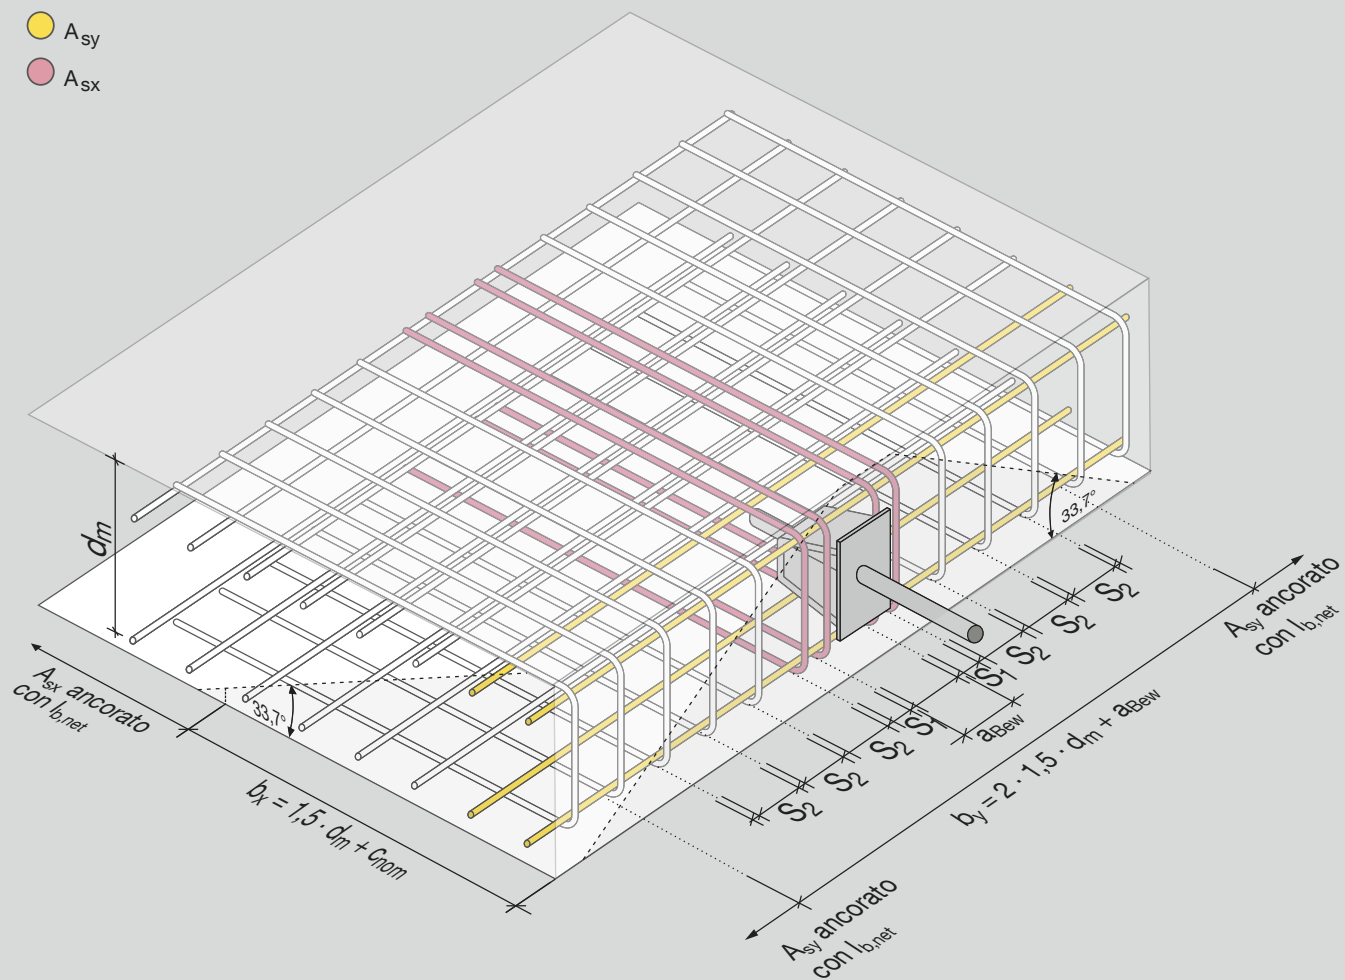 Asy
Asx
dm
33,7°
Asx ancorato
con lb,net
bx = 1,5 · dm + cnom
33,7°
S2
S2
S2
S1
aBew
S1
S2
S2
S2
by = 2 · 1,5 · dm + aBew
Asy ancorato
con lb,net
Asy ancorato
con lb,net